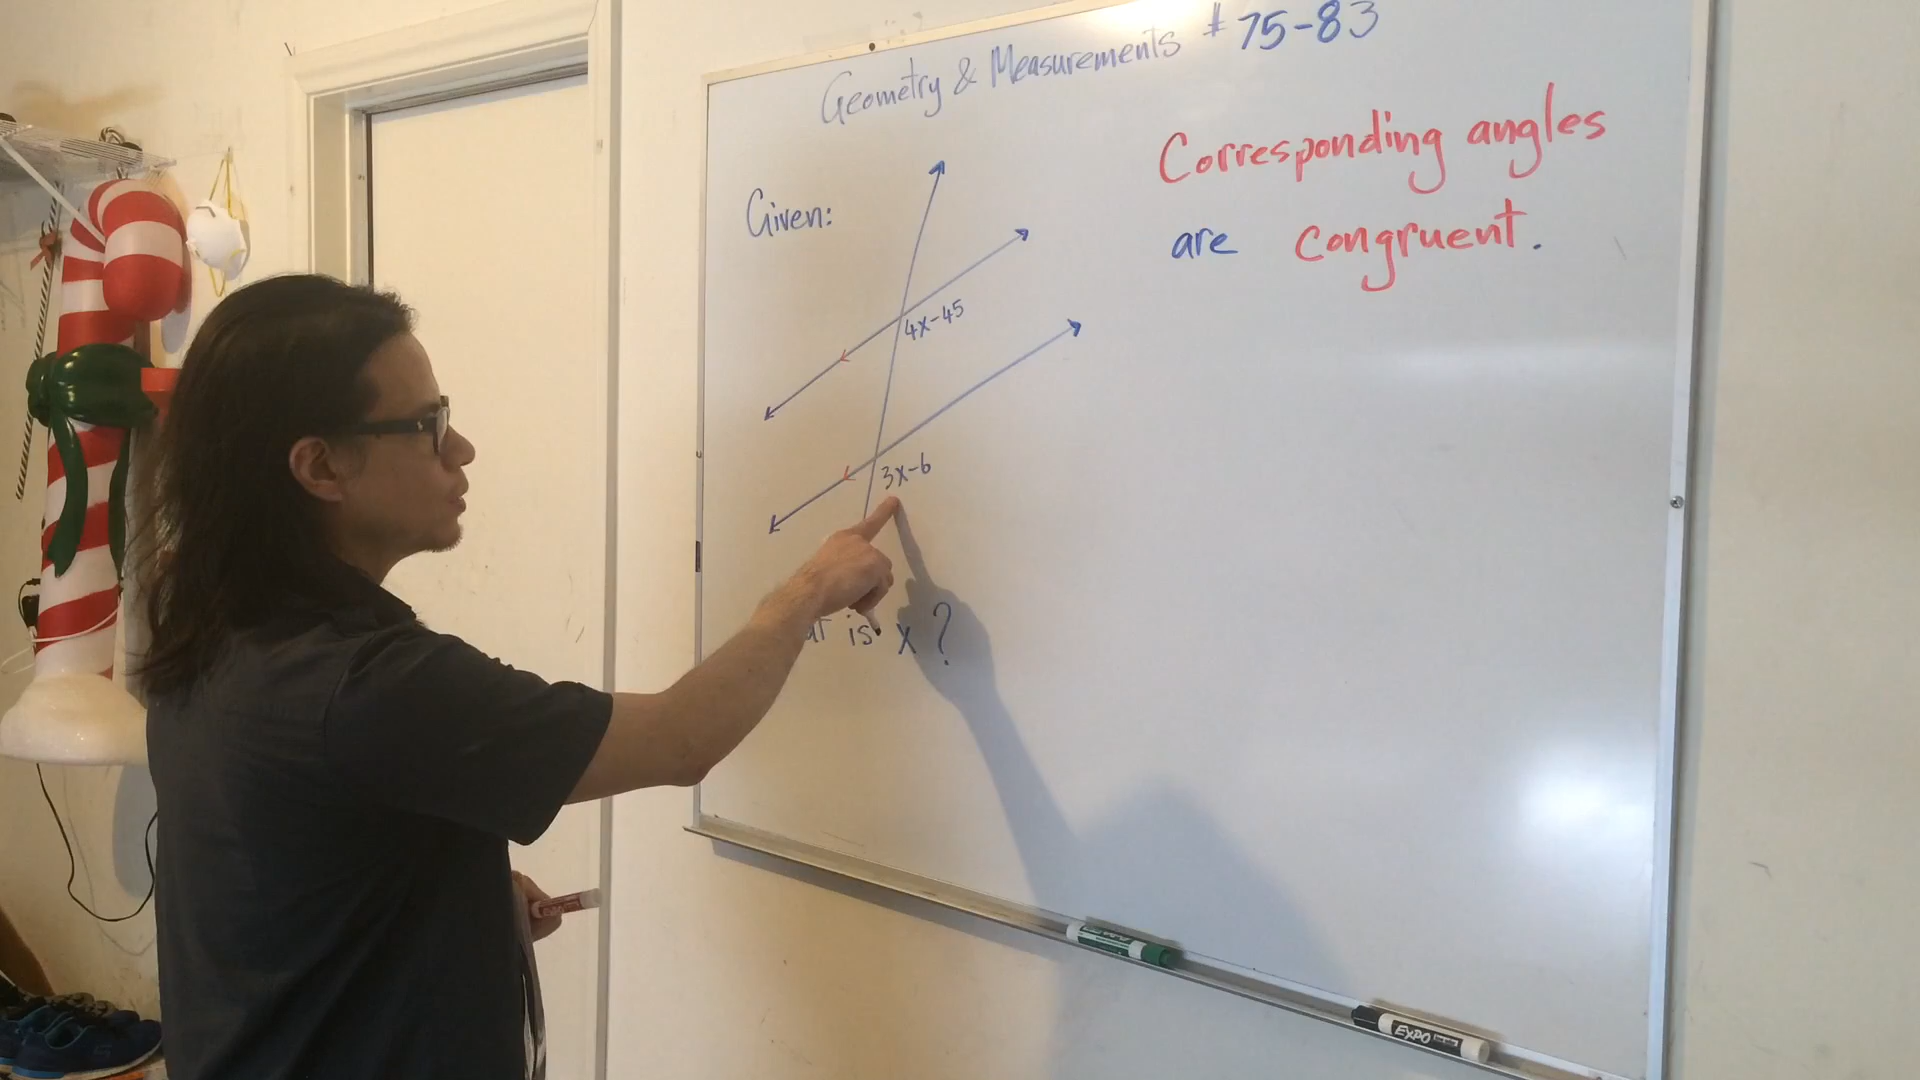 Geometry & Measurements # 75-83
Corresponding angles
are congruent.
Given:
4x-45
3x-6
is x ?
EXPO